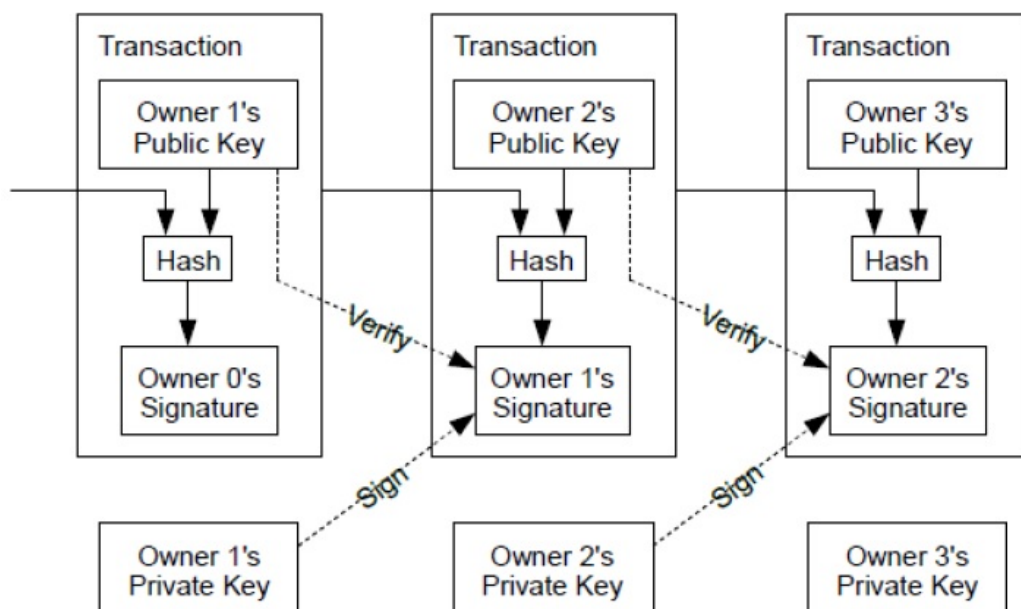 Transaction
Transaction
Transaction
Owner 1's
Public Key
Owner 2's
Public Key
Owner 3's
Public Key
Hash
Hash
Hash
Verify
Verify
Owner 0's
Signature
Owner 1's
Signature
Owner 2's
Signature
Sign
Sign
Owner 1's
Private Key
Owner 2's
Private Key
Owner 3's
Private Key